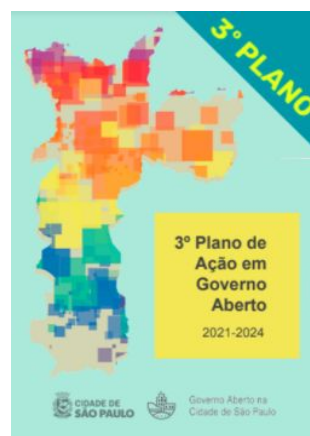 3º PLANO
3º Plano de
Ação em
Governo
Aberto
2021-2024
CIDADE DE
SÃO PAULO
Governo Aberto na
Cidade de São Paulo